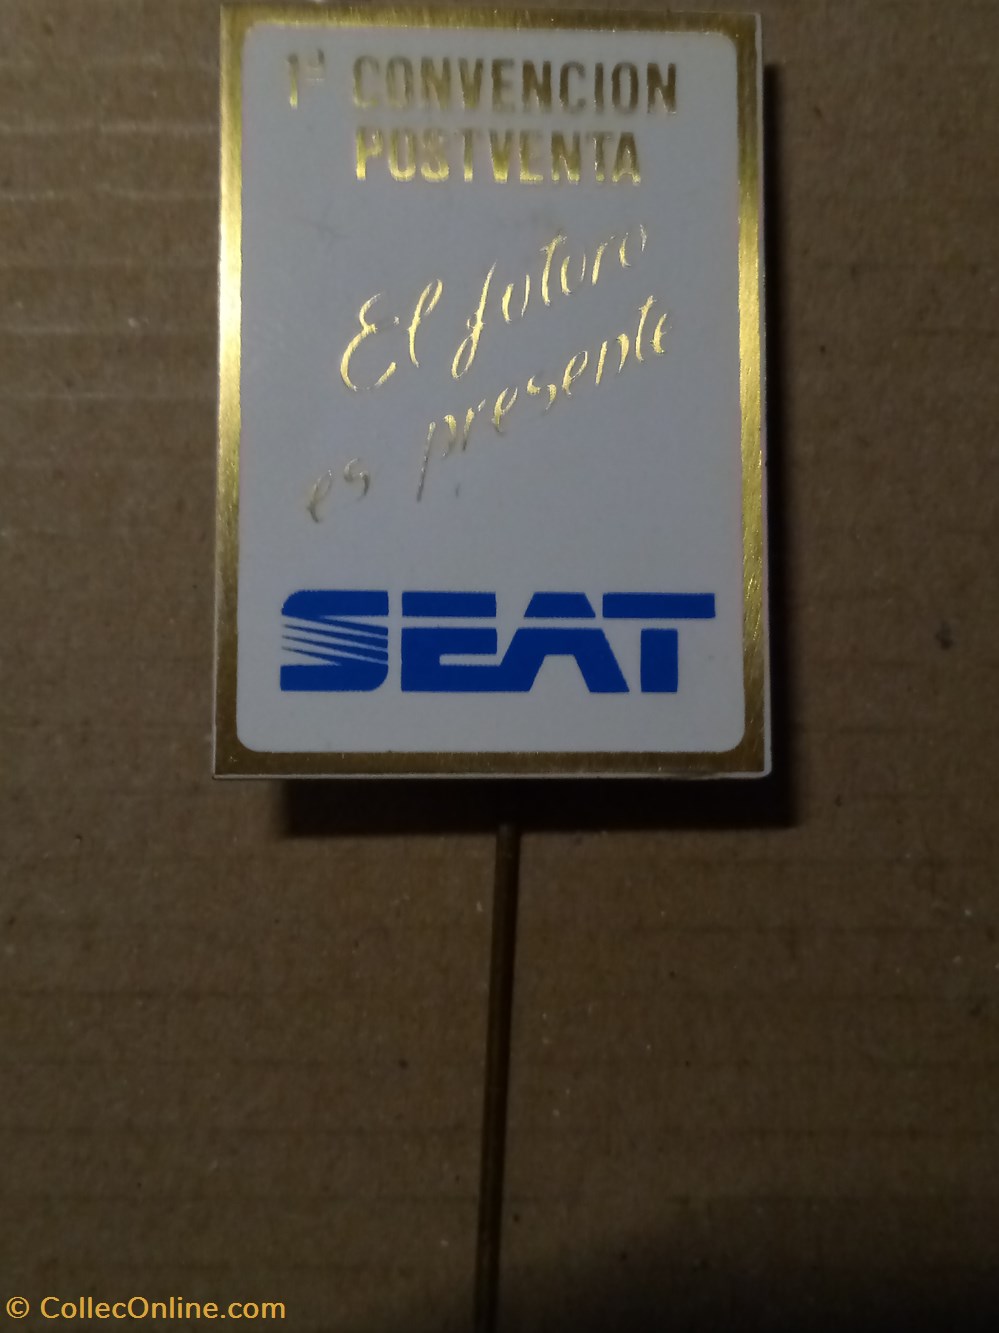 1ª CONVENCION
POSTVENTA
El futuro
es presente
SEAT
© CollecOnline.com